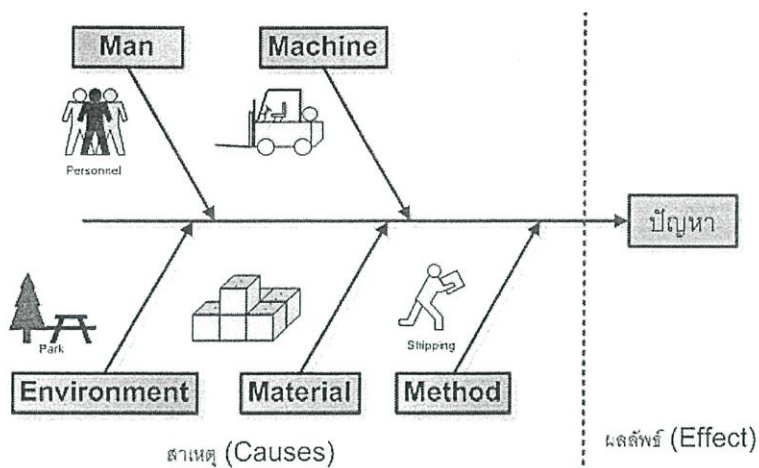 Man
Machine
Personnel
ปัญหา
Park
Shipping
Environment
Material
Method
สาเหตุ (Causes)
ผลลัพธ์ (Effect)